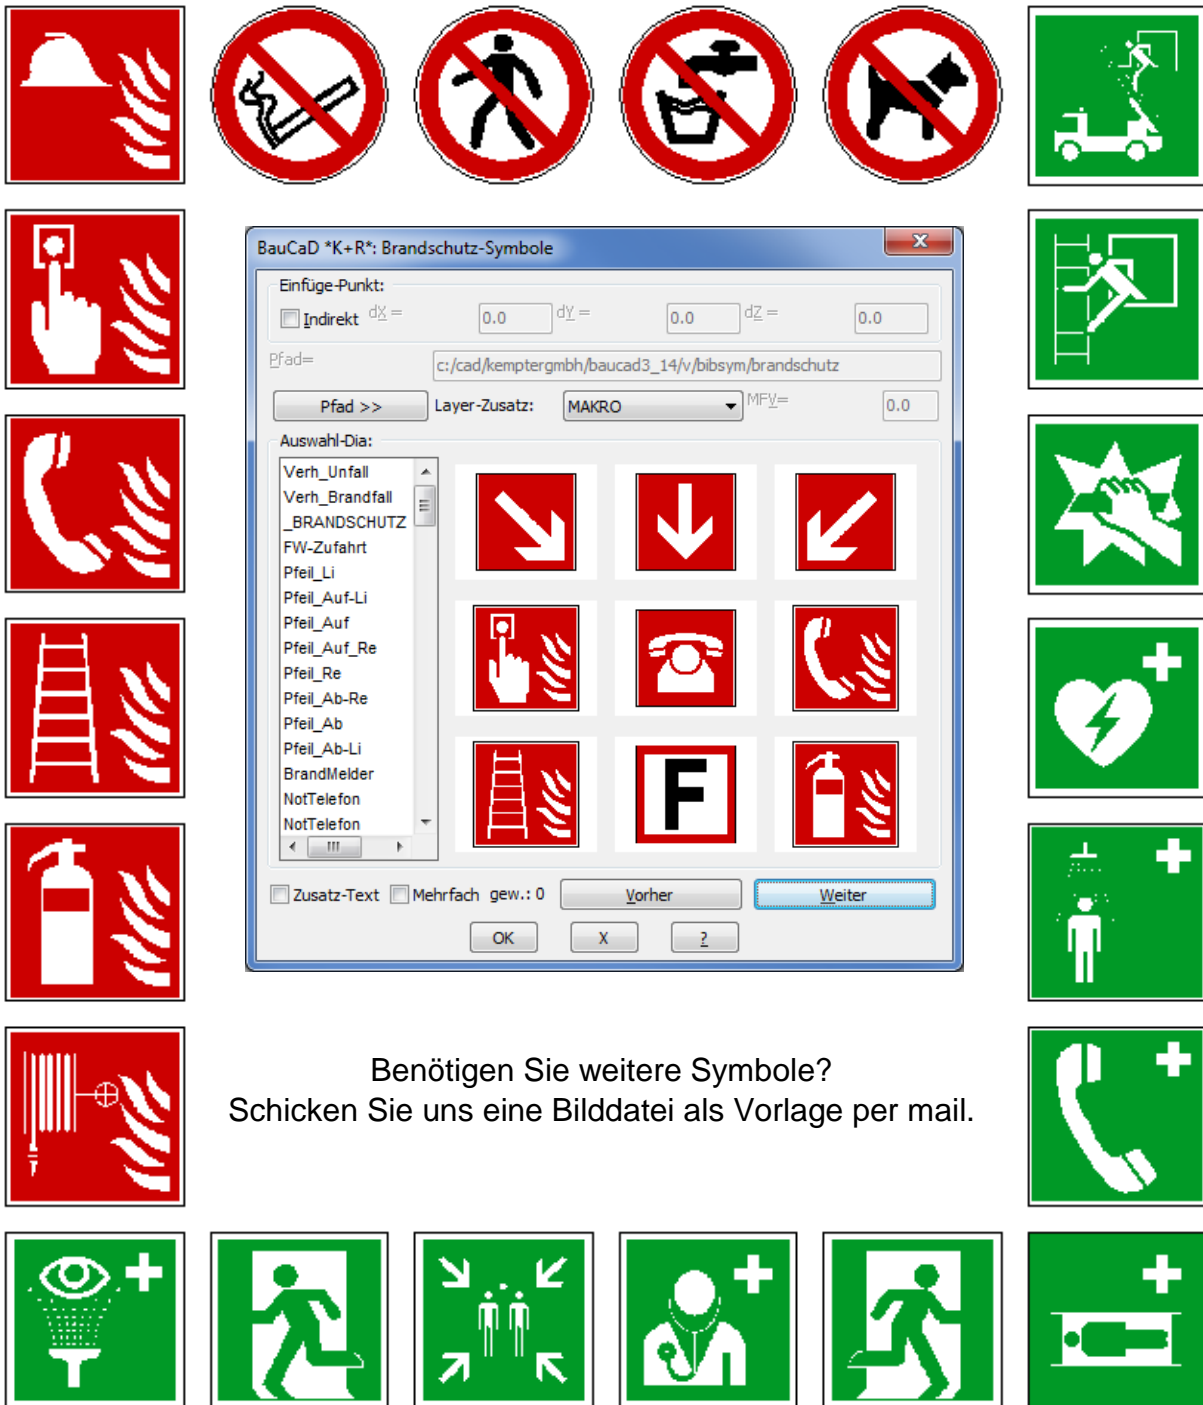 BauCaD *K+R*: Brandschutz-Symbole
Einfüge-Punkt:
Indirekt dX = 0.0 dY = 0.0 dZ = 0.0
Pfad= c:/cad/kemptergmbh/baucad3_14/v/bibsym/brandschutz
Pfad >> Layer-Zusatz: MAKRO MFV= 0.0
Auswahl-Dia:
Verh_Unfall
Verh_Brandfall
_BRANDSCHUTZ
FW-Zufahrt
Pfeil_Li
Pfeil_Auf-Li
Pfeil_Auf
Pfeil_Auf_Re
Pfeil_Re
Pfeil_Ab-Re
Pfeil_Ab
Pfeil_Ab-Li
BrandMelder
NotTelefon
NotTelefon
F
Zusatz-Text Mehrfach gew.: 0 Vorher Weiter
OK X ?
Benötigen Sie weitere Symbole?
Schicken Sie uns eine Bilddatei als Vorlage per mail.